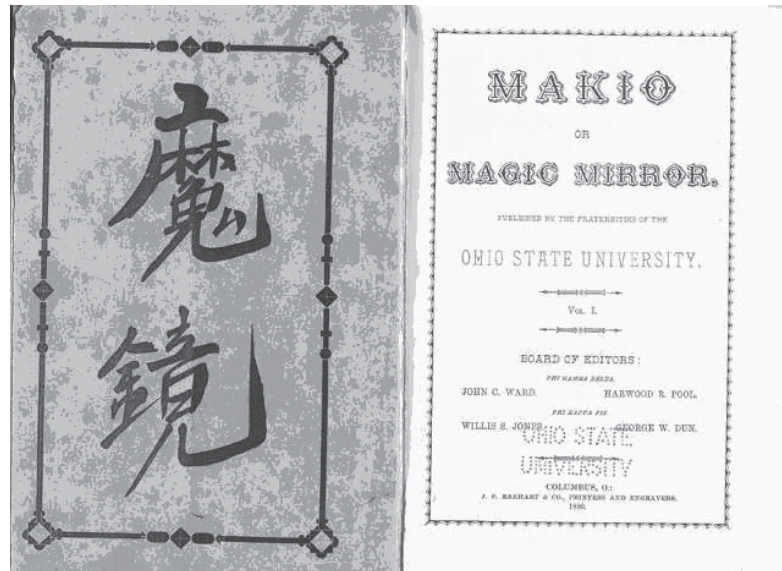 魔
鏡
MAKIO
OR
MAGIC MIRROR.
PUBLISHED BY THE FRATERNITIES OF THE
OHIO STATE UNIVERSITY.
VOL. I.
BOARD OF EDITORS:
PHI GAMMA DELTA.
JOHN C. WARD. HARWOOD R. POOL.
PHI KAPPA PSI.
WILLIS S. JONES. GEORGE W. DUN.
OHIO STATE
UNIVERSITY
COLUMBUS, O.:
PRINTERS AND ENGRAVERS.
1880.